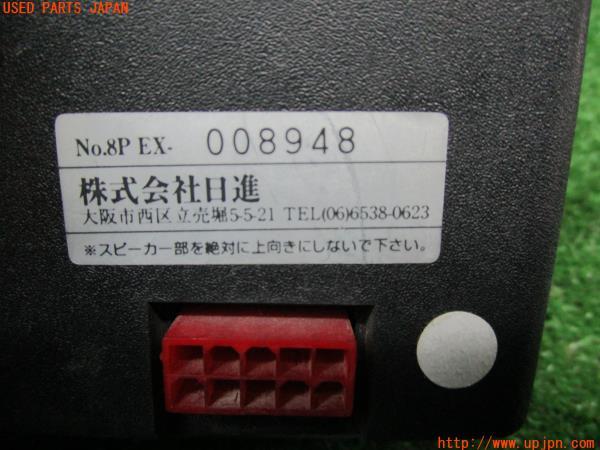 USED PARTS JAPAN
No.8P EX- 008948
株式会社日進
大阪市西区立売堀5-5-21 TEL(06)6538-0623
※スピーカー部を絶対に上向きにしないで下さい。
http://www.upjpn.com